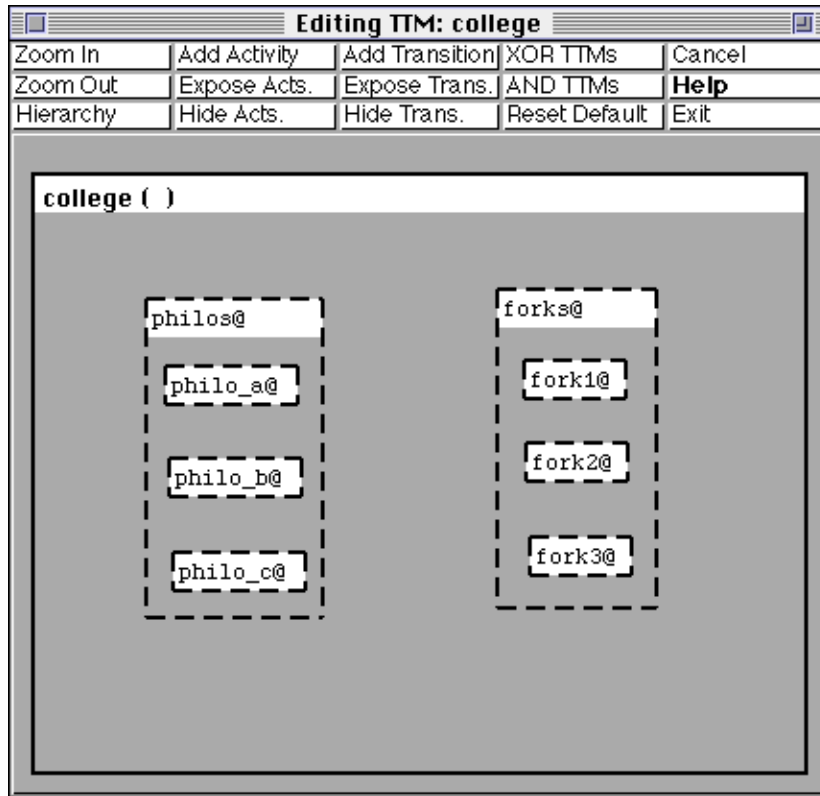 Editing TTM: college
Zoom In Add Activity Add Transition XOR TTMs Cancel
Zoom Out Expose Acts. Expose Trans. AND TTMs Help
Hierarchy Hide Acts. Hide Trans. Reset Default Exit
college ( )
philos@
philo_a@
philo_b@
philo_c@
forks@
fork1@
fork2@
fork3@